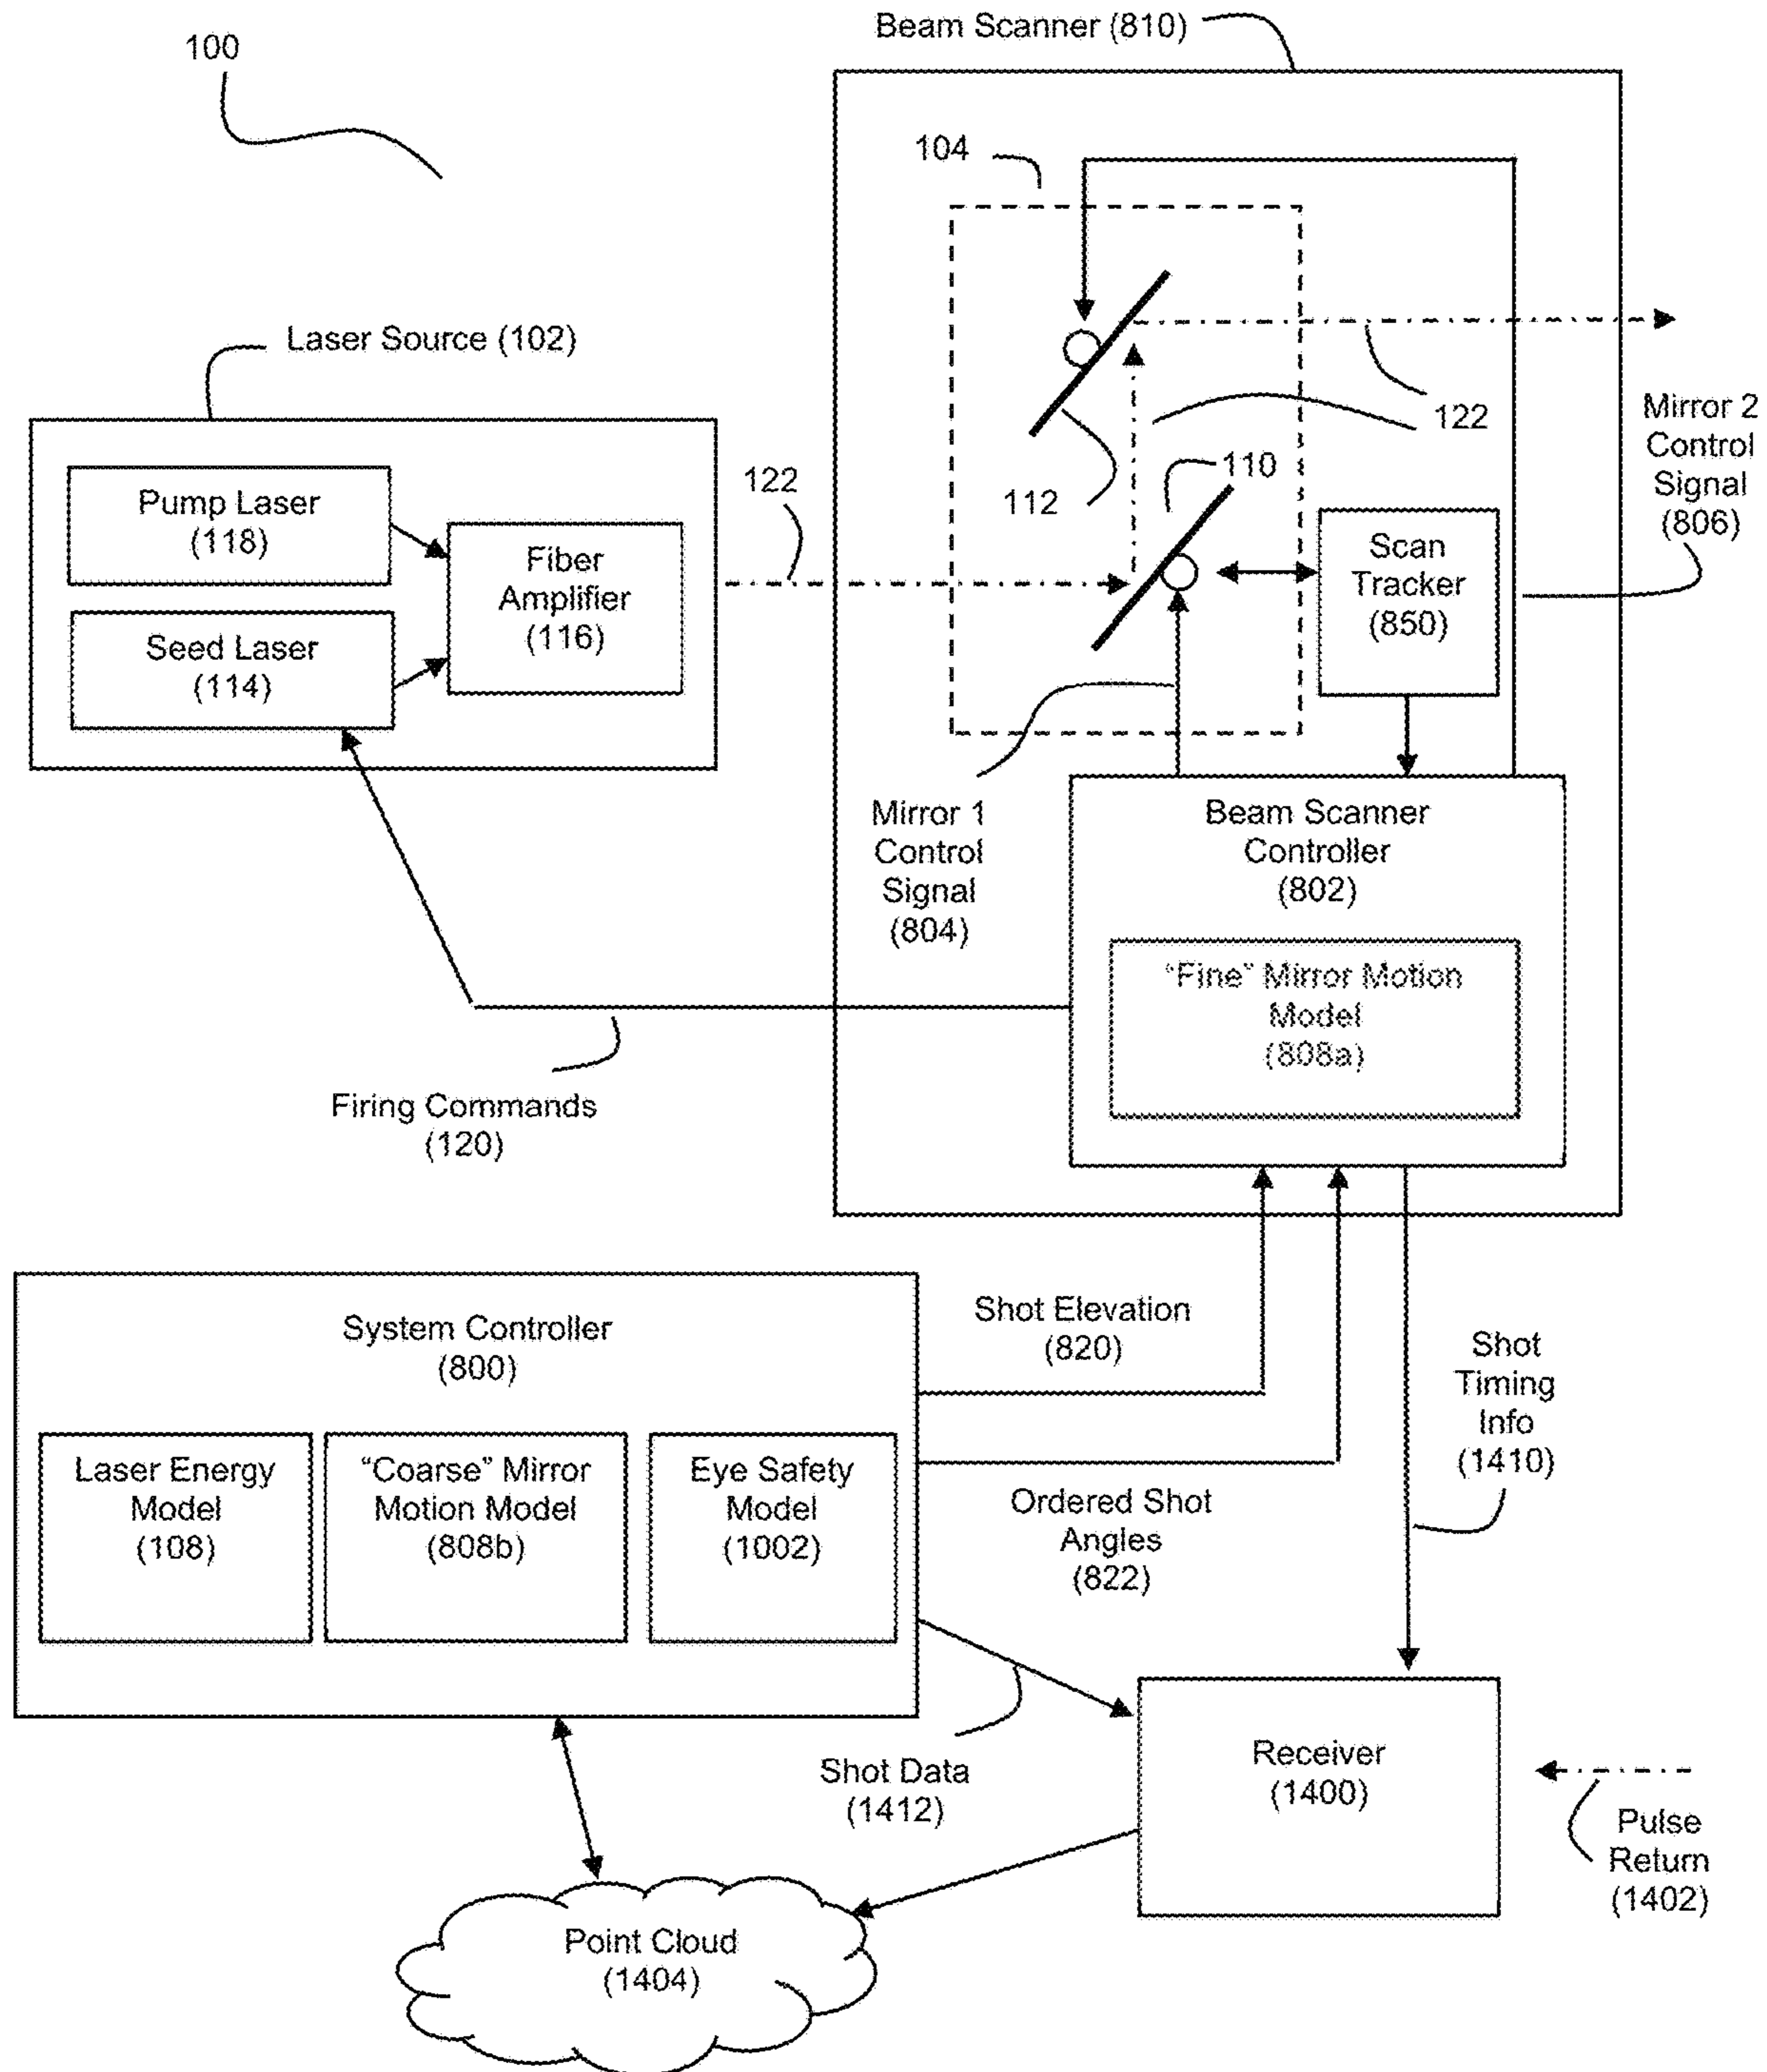 Beam Scanner (810)
100
104
Laser Source (102)
122
Mirror 2
Control
Signal
(806)
110
112
122
Pump Laser
(118)
Fiber
Amplifier
(116)
Seed Laser
(114)
Scan
Tracker
(850)
Mirror 1
Control
Signal
(804)
Beam Scanner
Controller
(802)
“Fine” Mirror Motion
Model
(808a)
Firing Commands
(120)
System Controller
(800)
Laser Energy
Model
(108)
“Coarse” Mirror
Motion Model
(808b)
Eye Safety
Model
(1002)
Shot Elevation
(820)
Ordered Shot
Angles
(822)
Shot
Timing
Info
(1410)
Shot Data
(1412)
Receiver
(1400)
Pulse
Return
(1402)
Point Cloud
(1404)